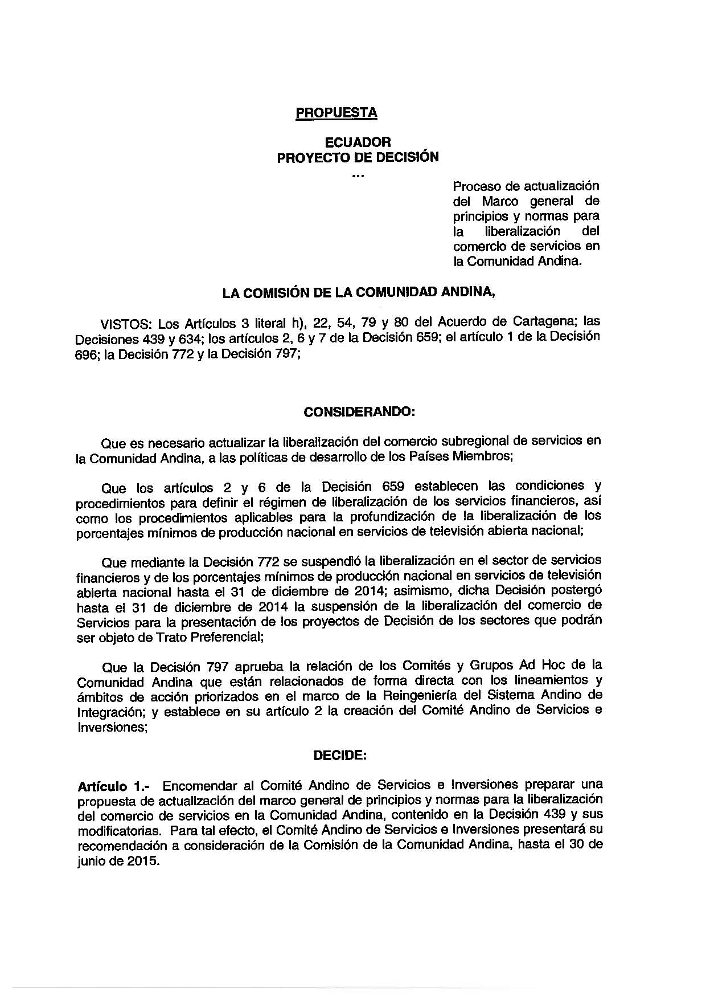 PROPUESTA
ECUADOR
PROYECTO DE DECISIÓN
...
Proceso de actualización
del Marco general de
principios y normas para
la liberalización del
comercio de servicios en
la Comunidad Andina.
LA COMISIÓN DE LA COMUNIDAD ANDINA,
VISTOS: Los Artículos 3 literal h), 22, 54, 79 y 80 del Acuerdo de Cartagena; las
Decisiones 439 y 634; los artículos 2, 6 y 7 de la Decisión 659; el artículo 1 de la Decisión
696; la Decisión 772 y la Decisión 797;
CONSIDERANDO:
Que es necesario actualizar la liberalización del comercio subregional de servicios en
la Comunidad Andina, a las políticas de desarrollo de los Países Miembros;
Que los artículos 2 y 6 de la Decisión 659 establecen las condiciones y
procedimientos para definir el régimen de liberalización de los servicios financieros, así
como los procedimientos aplicables para la profundización de la liberalización de los
porcentajes mínimos de producción nacional en servicios de televisión abierta nacional;
Que mediante la Decisión 772 se suspendió la liberalización en el sector de servicios
financieros y de los porcentajes mínimos de producción nacional en servicios de televisión
abierta nacional hasta el 31 de diciembre de 2014; asimismo, dicha Decisión postergó
hasta el 31 de diciembre de 2014 la suspensión de la liberalización del comercio de
Servicios para la presentación de los proyectos de Decisión de los sectores que podrán
ser objeto de Trato Preferencial;
Que la Decisión 797 aprueba la relación de los Comités y Grupos Ad Hoc de la
Comunidad Andina que están relacionados de forma directa con los lineamientos y
ámbitos de acción priorizados en el marco de la Reingeniería del Sistema Andino de
Integración; y establece en su artículo 2 la creación del Comité Andino de Servicios e
Inversiones;
DECIDE:
Artículo 1.- Encomendar al Comité Andino de Servicios e Inversiones preparar una
propuesta de actualización del marco general de principios y normas para la liberalización
del comercio de servicios en la Comunidad Andina, contenido en la Decisión 439 y sus
modificatorias. Para tal efecto, el Comité Andino de Servicios e Inversiones presentará su
recomendación a consideración de la Comisión de la Comunidad Andina, hasta el 30 de
junio de 2015.